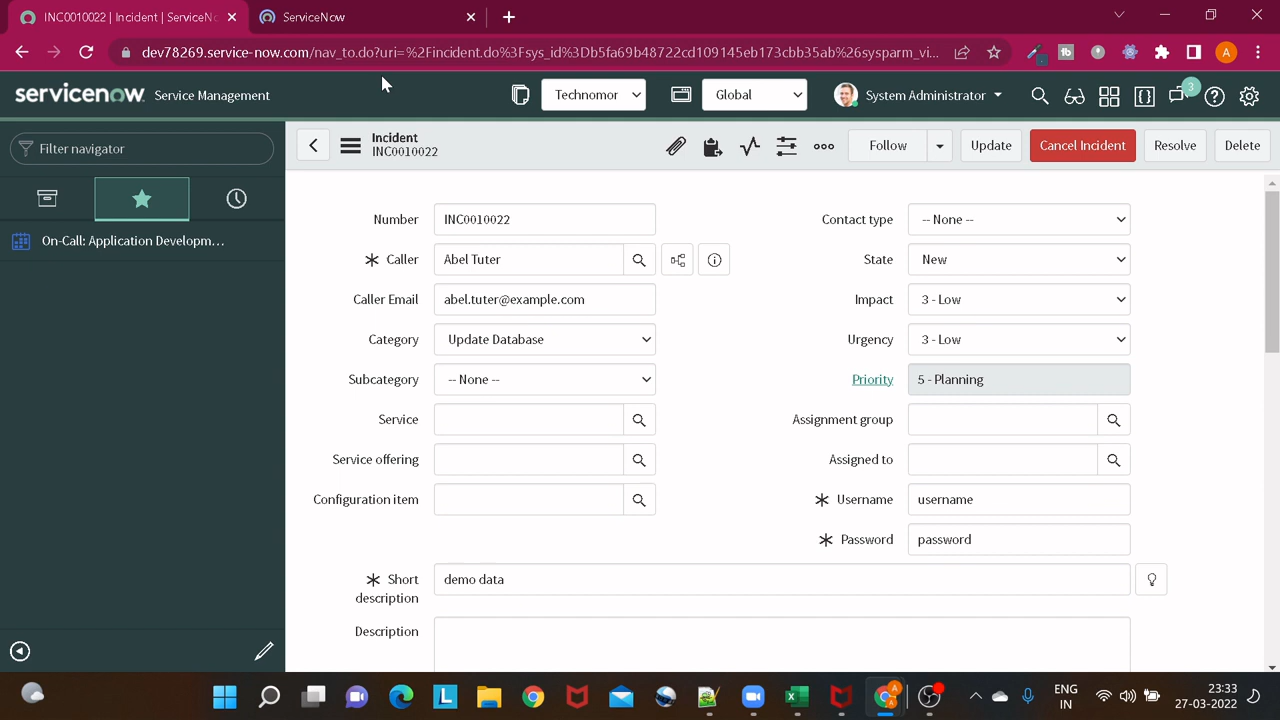 INC0010022 | Incident | ServiceNo
ServiceNow
dev78269.service-now.com/nav_to.do?uri=%2Fincident.do%3Fsys_id%3Db5fa69b48722cd109145eb173cbb35ab%26sysparm_vi...
servicenow Service Management
Technomor
Global
System Administrator
3
Filter navigator
Incident
INC0010022
Follow
Update
Cancel Incident
Resolve
Delete
On-Call: Application Developm...
Number INC0010022
Contact type -- None --
Caller Abel Tuter
State New
Caller Email abel.tuter@example.com
Impact 3 - Low
Category Update Database
Urgency 3 - Low
Subcategory -- None --
Priority 5 - Planning
Service
Assignment group
Service offering
Assigned to
Configuration item
Username username
Password password
Short description demo data
Description
ENG
IN
23:33
27-03-2022